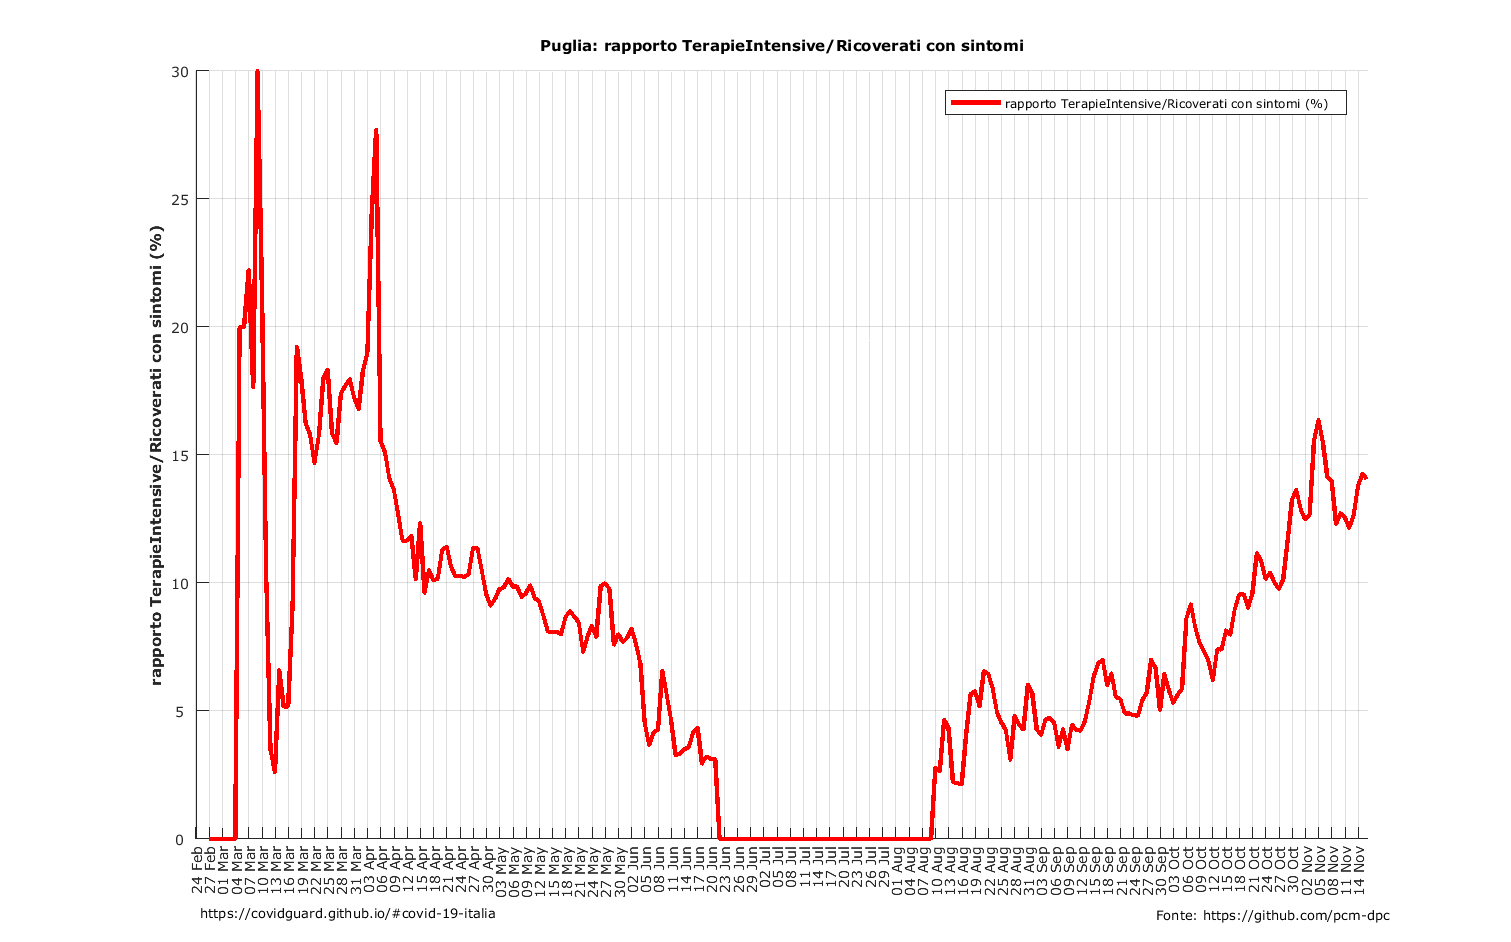 Puglia: rapporto TerapieIntensive/Ricoverati con sintomi
rapporto TerapieIntensive/Ricoverati con sintomi (%)
rapporto TerapieIntensive/Ricoverati con sintomi (%)
30
25
20
15
10
5
0
24 Feb
27 Feb
01 Mar
04 Mar
07 Mar
10 Mar
13 Mar
16 Mar
19 Mar
22 Mar
25 Mar
28 Mar
31 Mar
03 Apr
06 Apr
09 Apr
12 Apr
15 Apr
18 Apr
21 Apr
24 Apr
27 Apr
30 Apr
03 May
06 May
09 May
12 May
15 May
18 May
21 May
24 May
27 May
30 May
02 Jun
05 Jun
08 Jun
11 Jun
14 Jun
17 Jun
20 Jun
23 Jun
26 Jun
29 Jun
02 Jul
05 Jul
08 Jul
11 Jul
14 Jul
17 Jul
20 Jul
23 Jul
26 Jul
29 Jul
01 Aug
04 Aug
07 Aug
10 Aug
13 Aug
16 Aug
19 Aug
22 Aug
25 Aug
28 Aug
31 Aug
03 Sep
06 Sep
09 Sep
12 Sep
15 Sep
18 Sep
21 Sep
24 Sep
27 Sep
30 Sep
03 Oct
06 Oct
09 Oct
12 Oct
15 Oct
18 Oct
21 Oct
24 Oct
27 Oct
30 Oct
02 Nov
05 Nov
08 Nov
11 Nov
14 Nov
https://covidguard.github.io/#covid-19-italia
Fonte: https://github.com/pcm-dpc